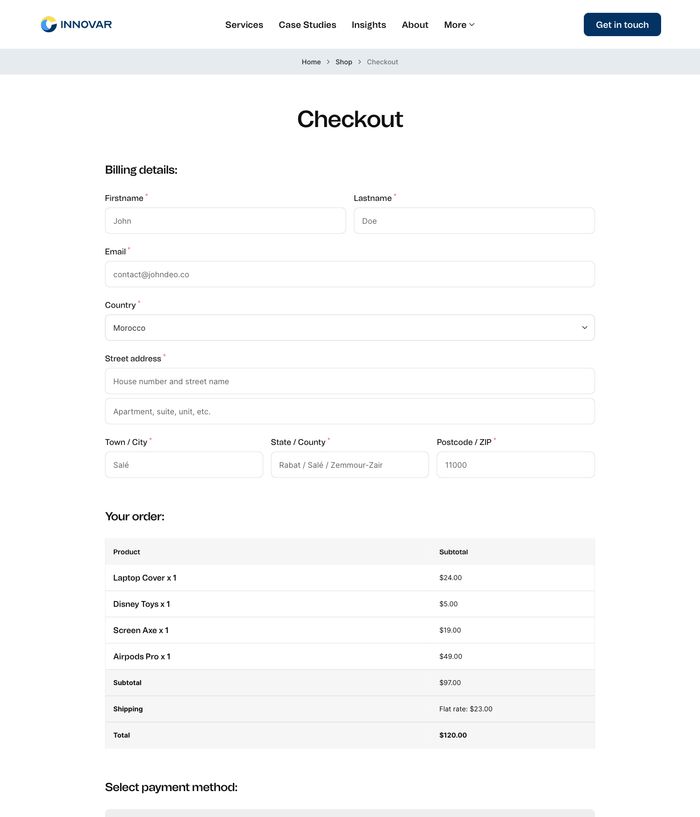 INNOVAR
Services Case Studies Insights About More Get in touch
Home > Shop > Checkout
Checkout
Billing details:
Firstname * Lastname *
John Doe
Email *
contact@johndeo.co
Country *
Morocco
Street address *
House number and street name
Apartment, suite, unit, etc.
Town / City * State / County * Postcode / ZIP *
Salé Rabat / Salé / Zemmour-Zair 11000
Your order:
Product Subtotal
Laptop Cover x 1 $24.00
Disney Toys x 1 $5.00
Screen Axe x 1 $19.00
Airpods Pro x 1 $49.00
Subtotal $97.00
Shipping Flat rate: $23.00
Total $120.00
Select payment method: